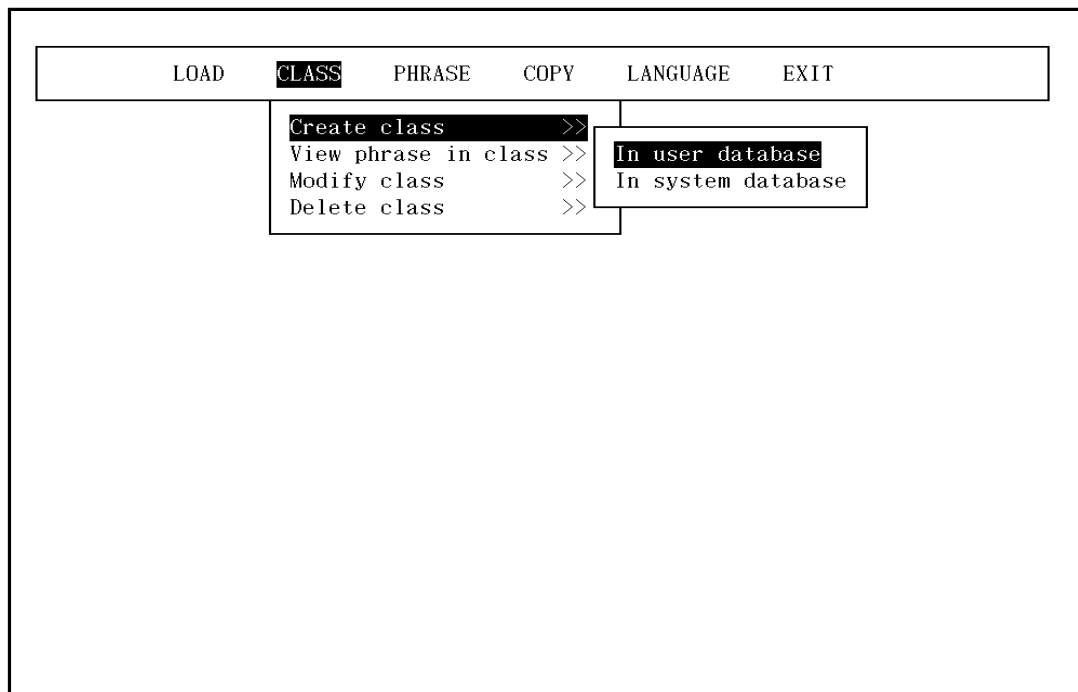 LOAD CLASS PHRASE COPY LANGUAGE EXIT
Create class >>
View phrase in class >>
Modify class >>
Delete class >>
In user database
In system database